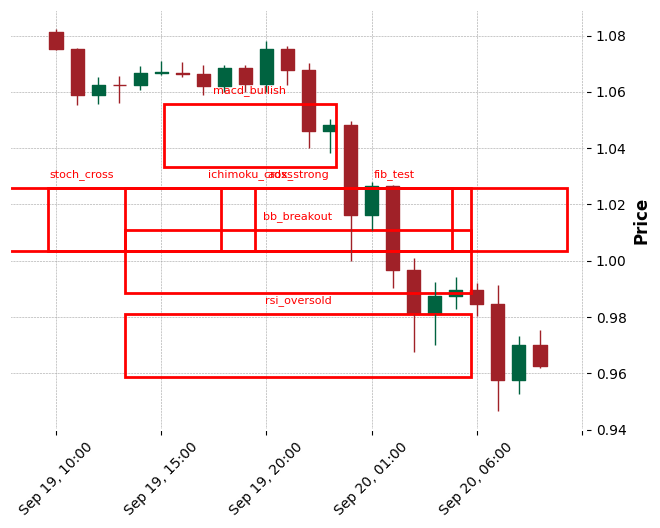 1.08
1.06
macd_bullish
1.04
stoch_cross
fib_test
1.02
bb_breakout
Price
1.00
rsi_oversold
0.98
0.96
0.94
Sep 19, 10:00
Sep 19, 15:00
Sep 19, 20:00
Sep 20, 01:00
Sep 20, 06:00